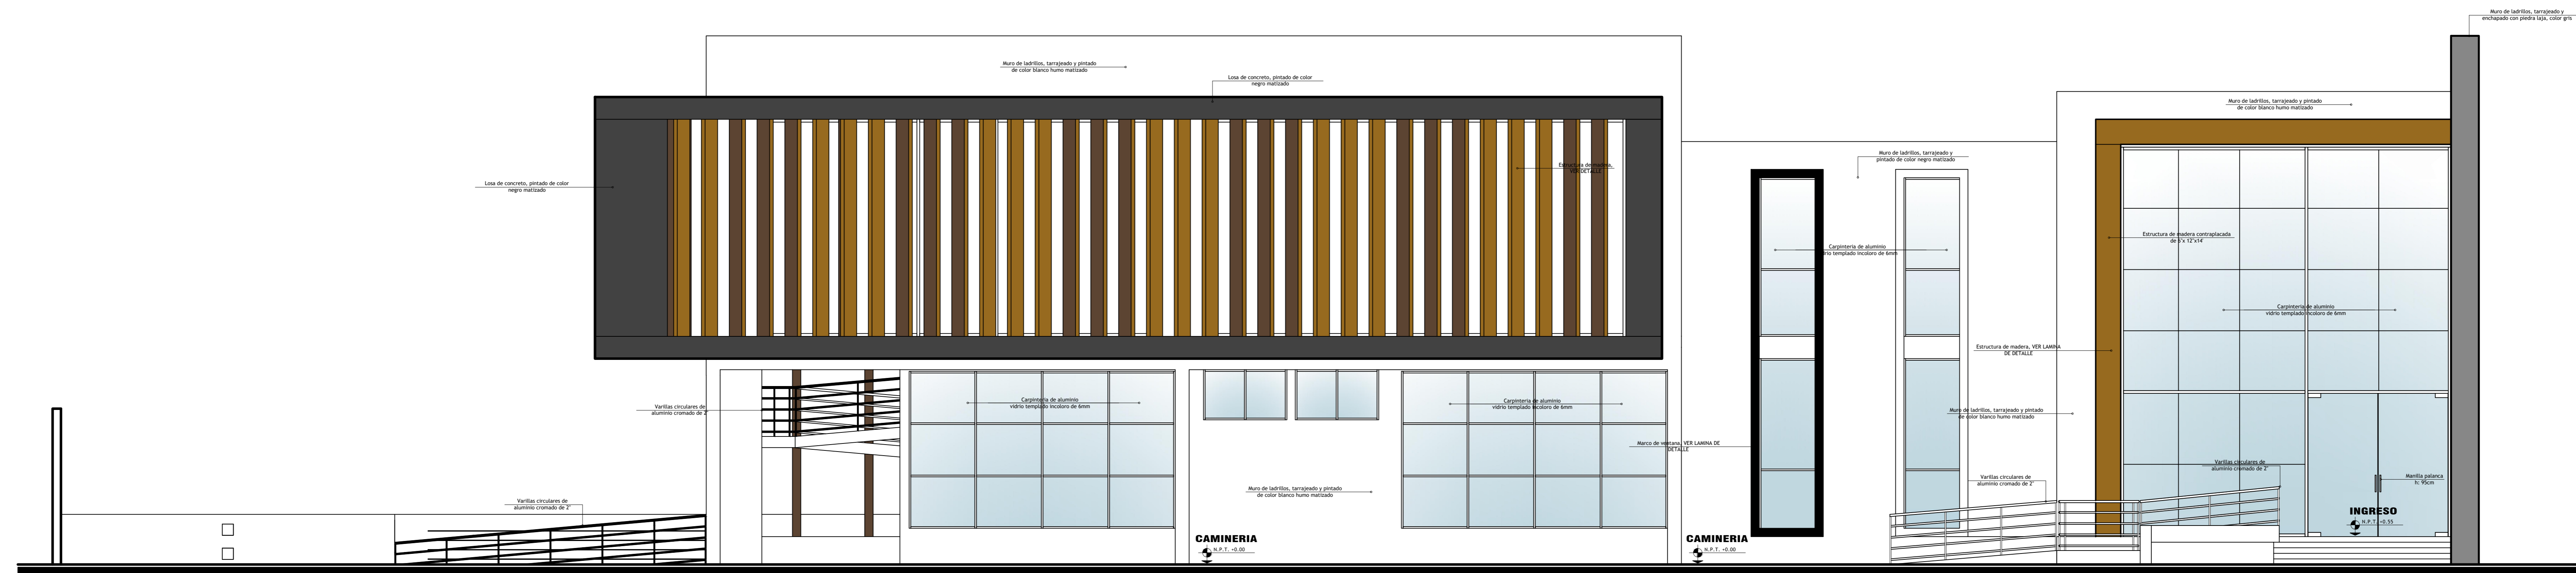 Muro de ladrillos, tarrajeado y
enchapado con piedra laja, color gris
Muro de ladrillos, tarrajeado y pintado
de color blanco humo matizado
Losa de concreto, pintado de color
negro matizado
Muro de ladrillos, tarrajeado y pintado
de color blanco humo matizado
Muro de ladrillos, tarrajeado y
pintado de color negro matizado
Estructura de madera,
VER DETALLE
Losa de concreto, pintado de color
negro matizado
Estructura de madera contraplacada
de 6"x 12"x14'
Carpinteria de aluminio
vidrio templado incoloro de 6mm
Carpinteria de aluminio
vidrio templado incoloro de 6mm
Estructura de madera, VER LAMINA
DE DETALLE
Varillas circulares de
aluminio cromado de 2"
Carpinteria de aluminio
vidrio templado incoloro de 6mm
Carpinteria de aluminio
vidrio templado incoloro de 6mm
Muro de ladrillos, tarrajeado y pintado
de color blanco humo matizado
Marco de ventana, VER LAMINA DE
DETALLE
Varillas circulares de
aluminio cromado de 2"
Varillas circulares de
aluminio cromado de 2"
Manilla palanca
h: 95cm
Muro de ladrillos, tarrajeado y pintado
de color blanco humo matizado
Varillas circulares de
aluminio cromado de 2"
INGRESO
N.P.T. +0.55
CAMINERIA
N.P.T. +0.00
CAMINERIA
N.P.T. +0.00